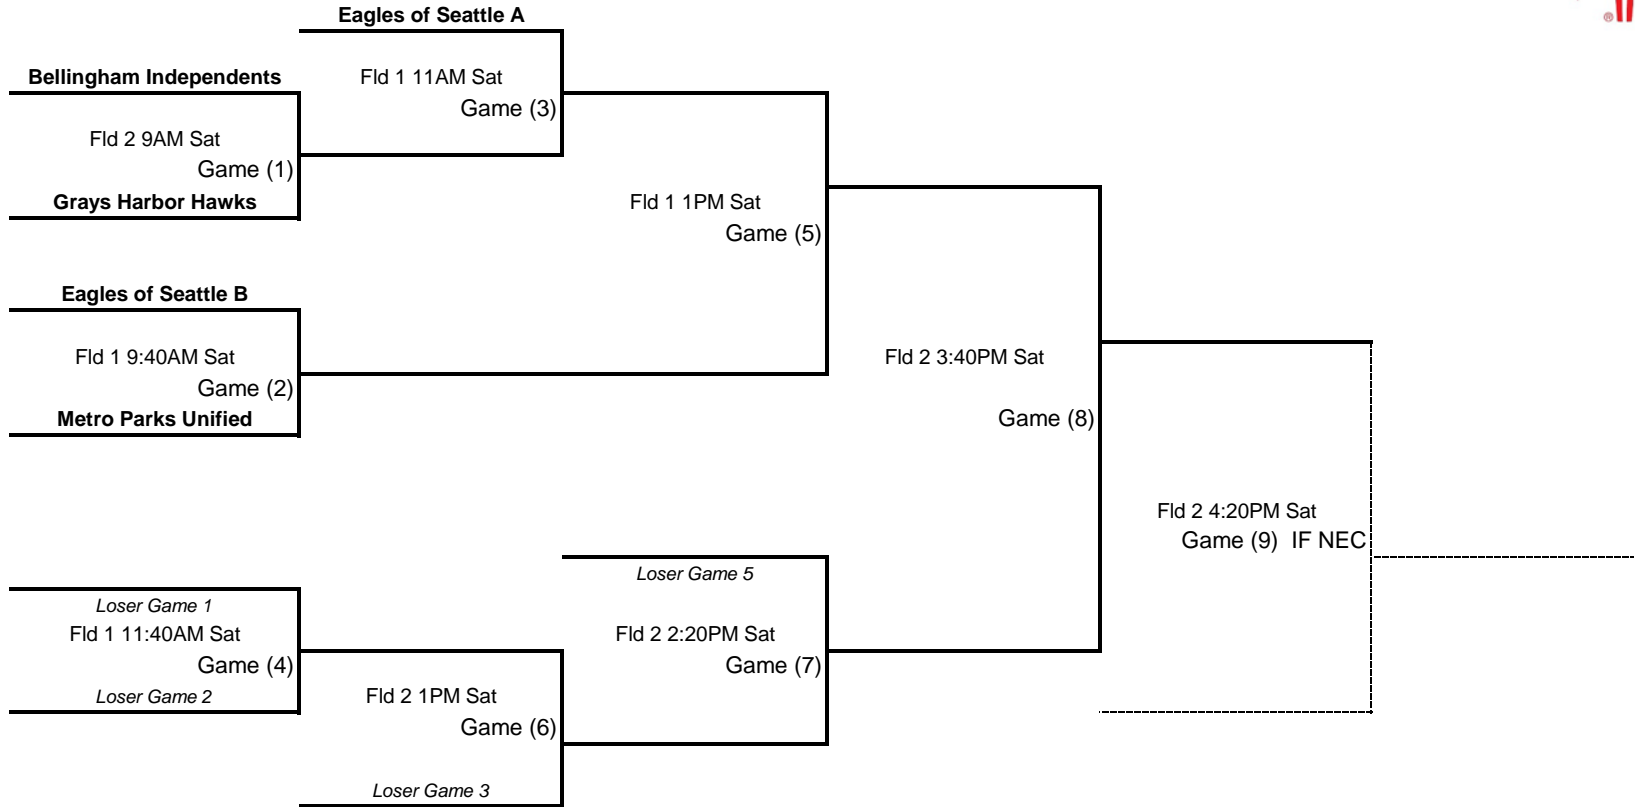 Eagles of Seattle A
Bellingham Independents
Fld 1 11AM Sat
Game (3)
Fld 2 9AM Sat
Game (1)
Grays Harbor Hawks
Fld 1 1PM Sat
Game (5)
Eagles of Seattle B
Fld 1 9:40AM Sat
Game (2)
Metro Parks Unified
Fld 2 3:40PM Sat
Game (8)
Fld 2 4:20PM Sat
Game (9) IF NEC
Loser Game 5
Loser Game 1
Fld 1 11:40AM Sat
Game (4)
Loser Game 2
Fld 2 2:20PM Sat
Game (7)
Fld 2 1PM Sat
Game (6)
Loser Game 3
®